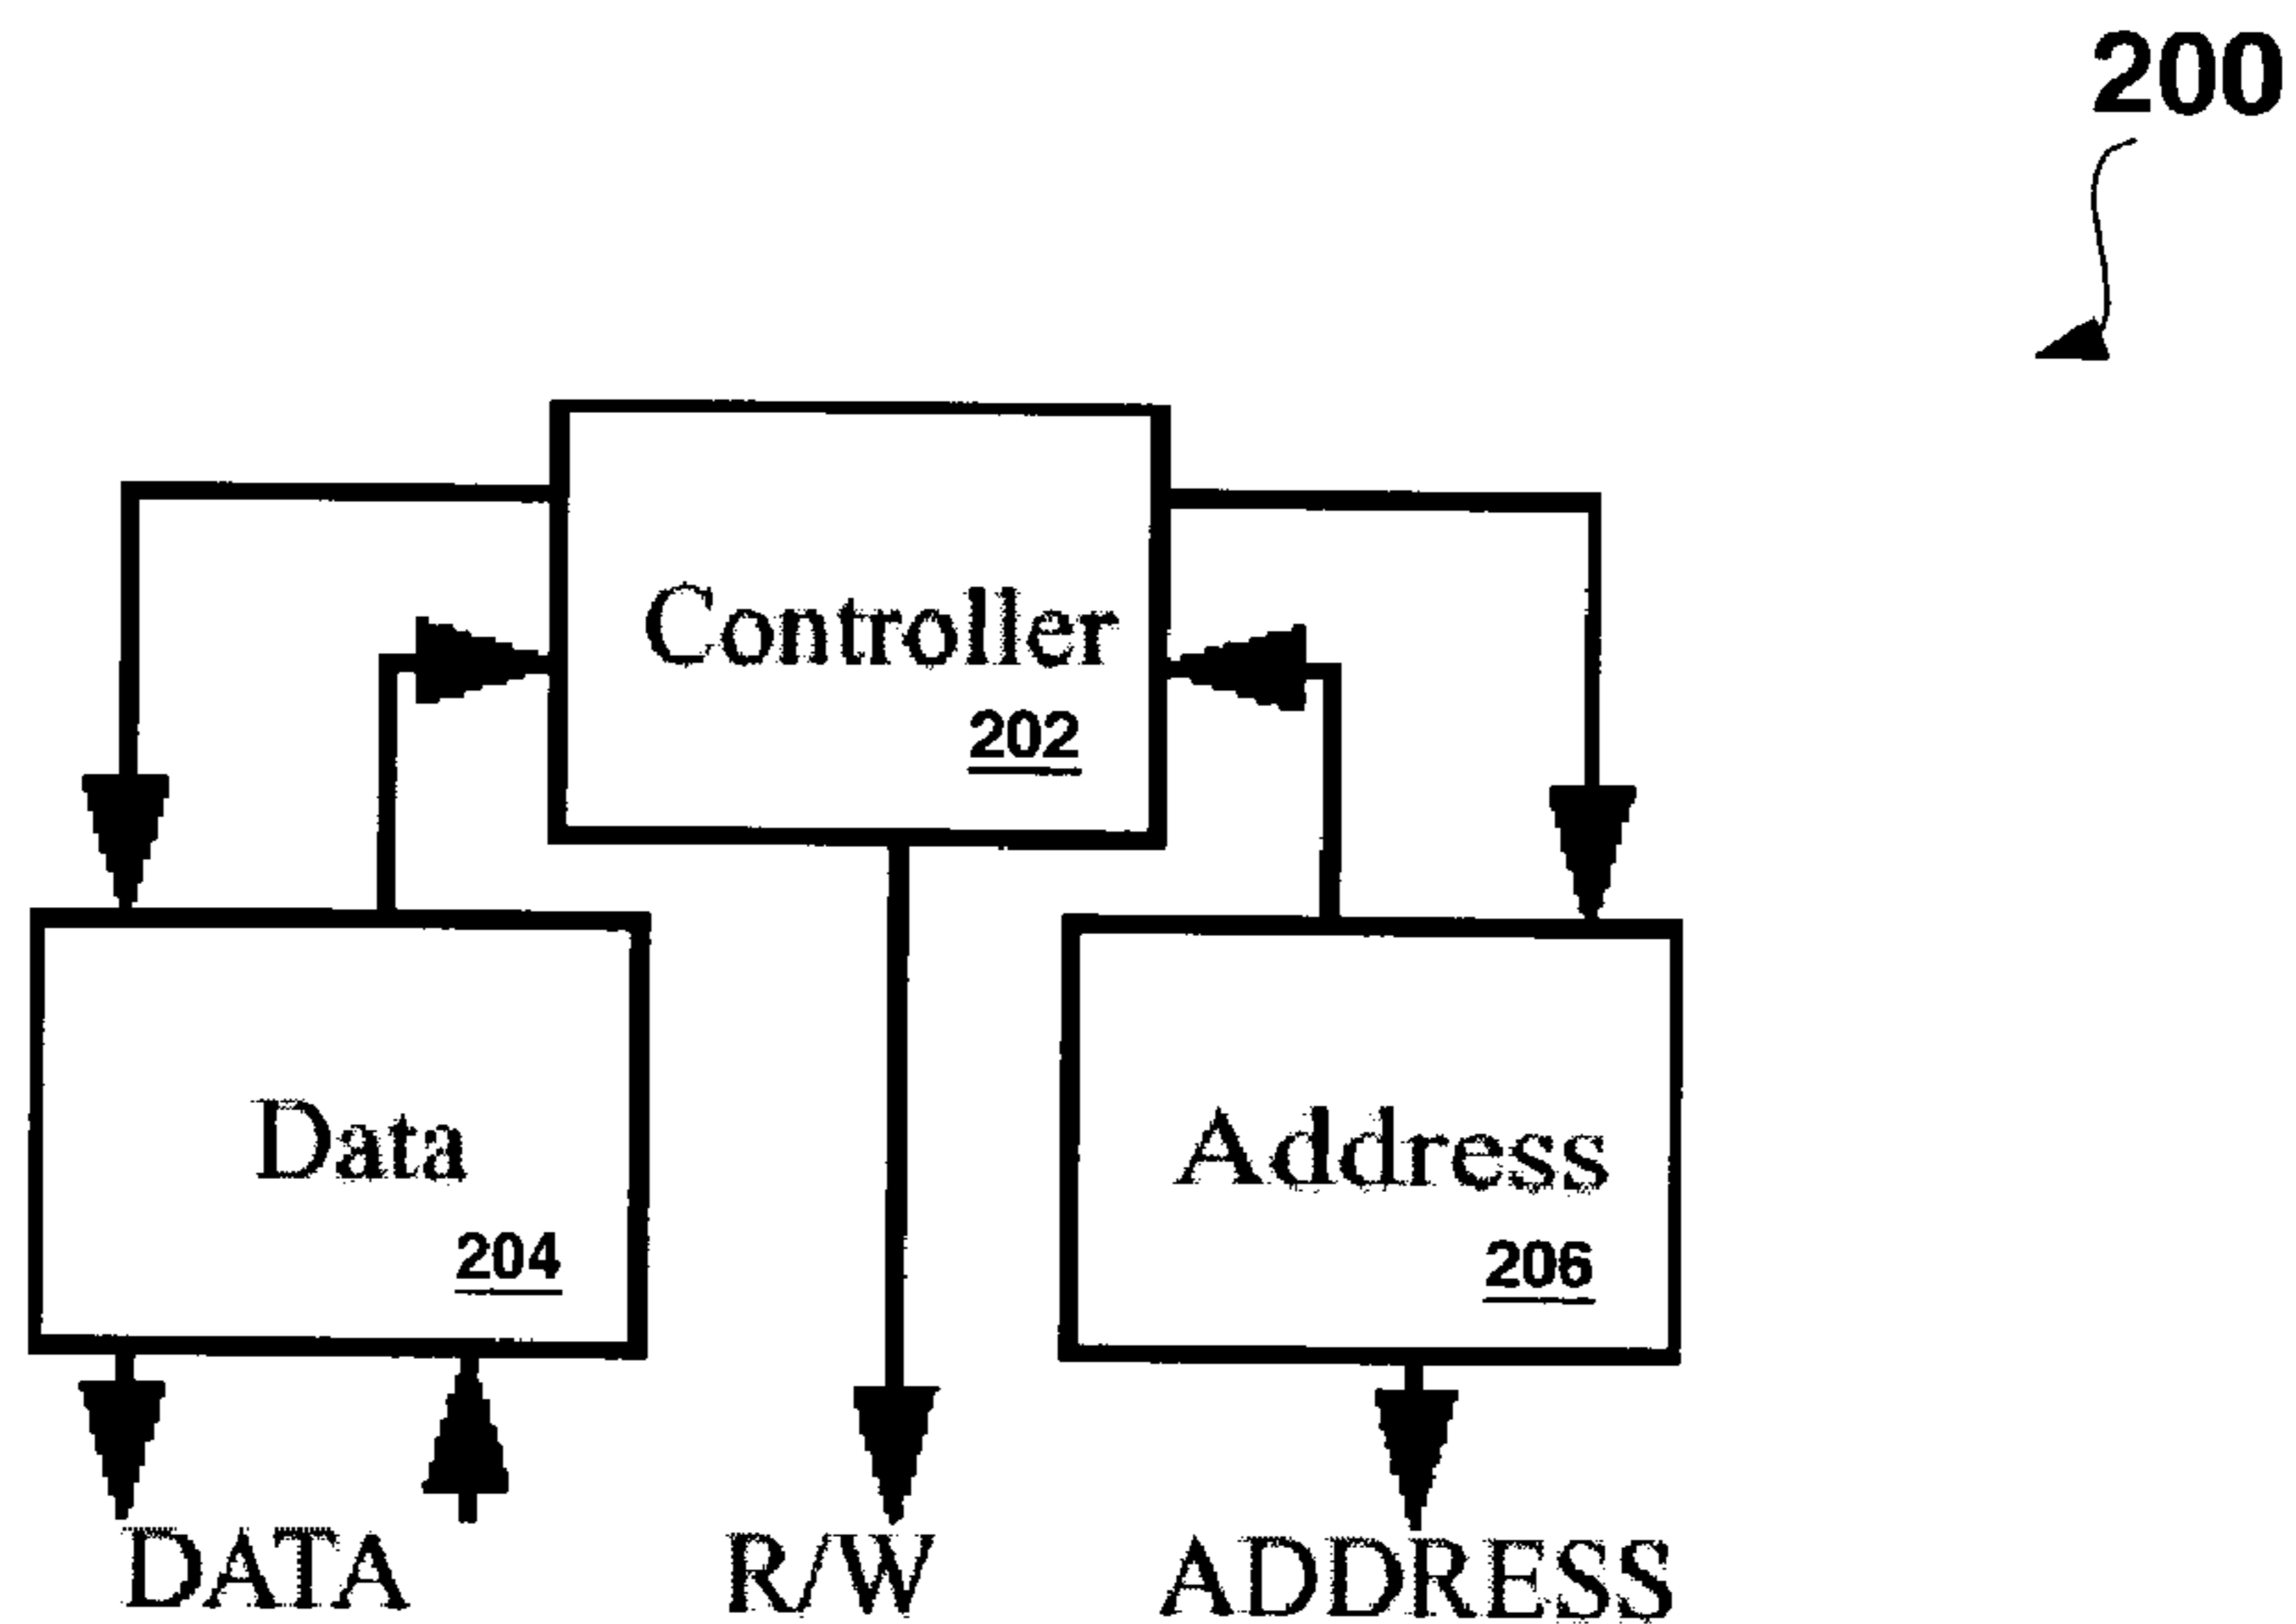 200
Controller
202
Data
204
Address
206
DATA
R/W
ADDRESS